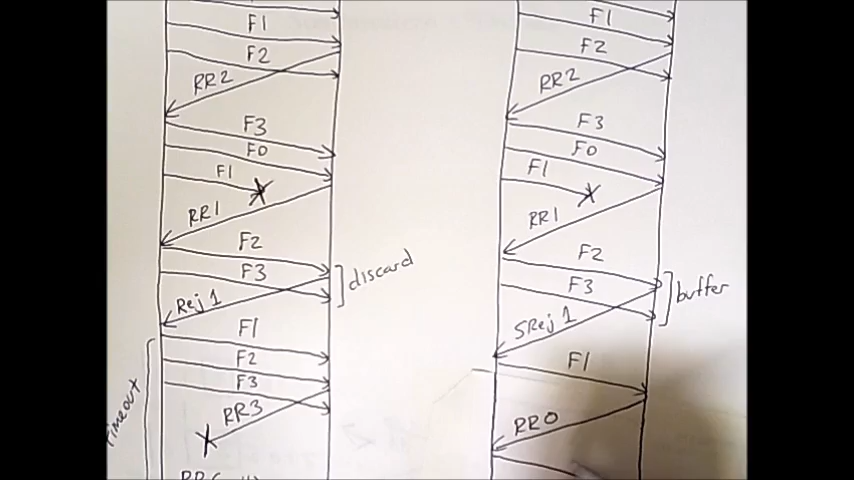 F1
F2
RR2
F3
F0
F1
RR1
F2
F3
discard
Rej 1
F1
F2
F3
RR3
Timeout
F1
F2
RR2
F3
F0
F1
RR1
F2
F3
buffer
SRej 1
F1
RR0